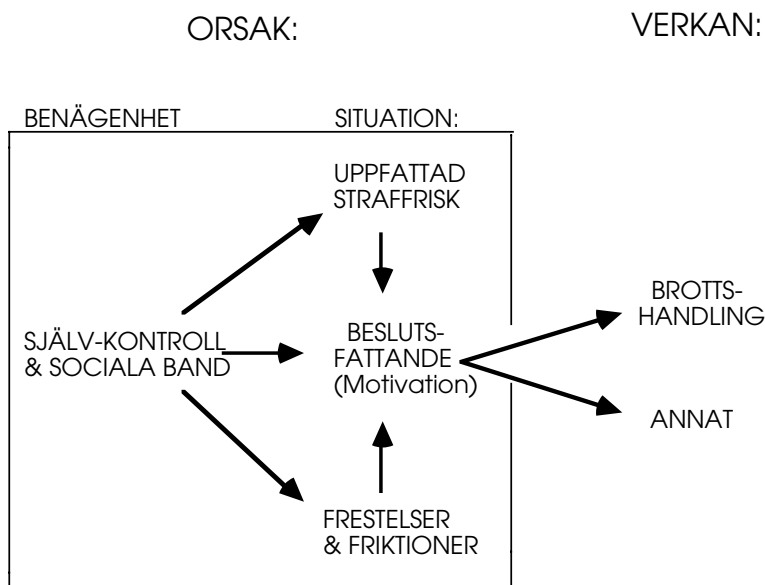 ORSAK:
VERKAN:
BENÄGENHET
SITUATION:
UPPFATTAD
STRAFFRISK
SJÄLV-KONTROLL
& SOCIALA BAND
BESLUTS-
FATTANDE
(Motivation)
FRESTELSER
& FRIKTIONER
BROTTS-
HANDLING
ANNAT